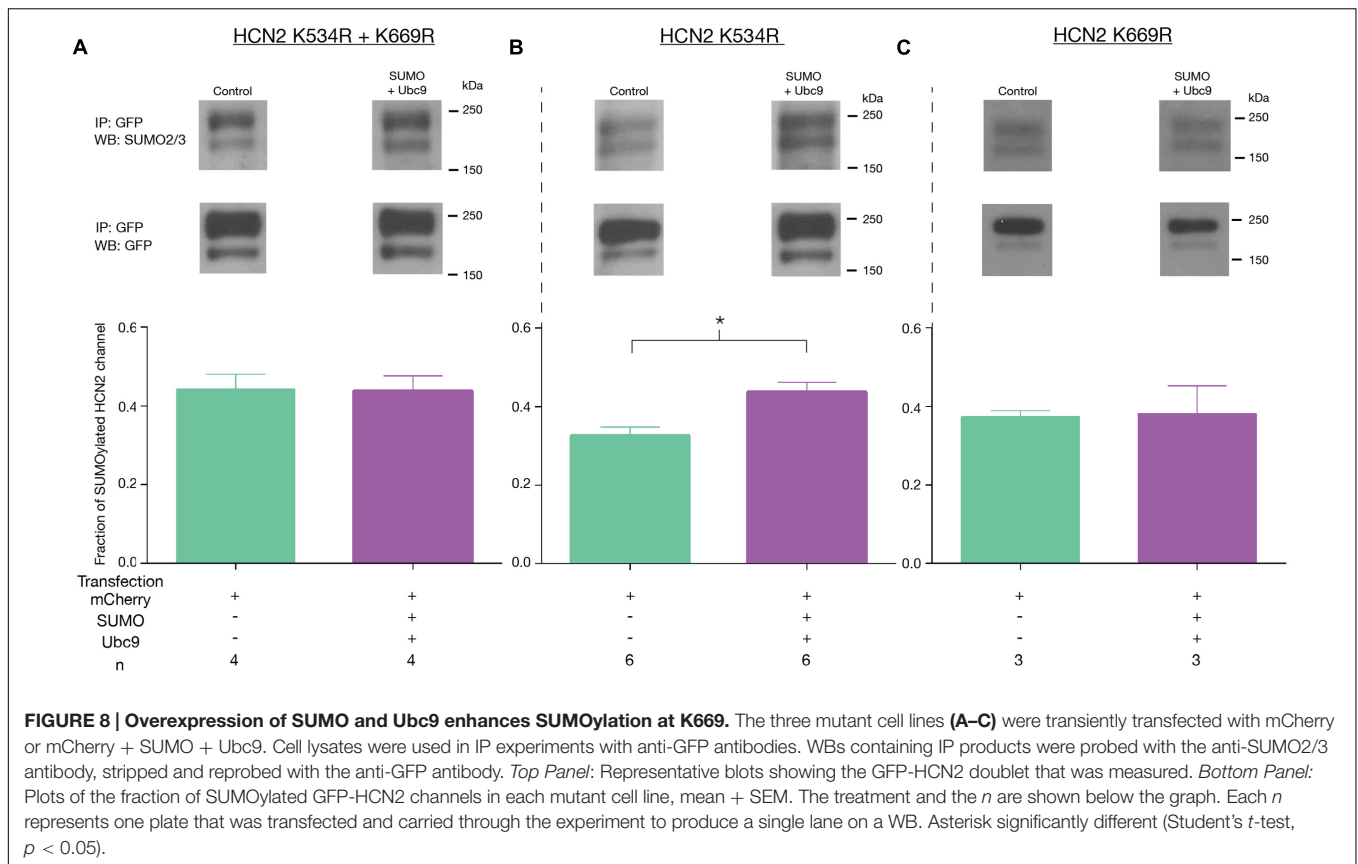 A
HCN2 K534R + K669R
B
HCN2 K534R
C
HCN2 K669R
Control
SUMO
+ Ubc9
kDa
Control
SUMO
+ Ubc9
kDa
Control
SUMO
+ Ubc9
kDa
IP: GFP
WB: SUMO2/3
250
150
250
150
250
150
IP: GFP
WB: GFP
250
150
250
150
250
150
Fraction of SUMOylated HCN2 channel
0.6
0.4
0.2
0.0
*
0.6
0.4
0.2
0.0
0.6
0.4
0.2
0.0
Transfection
mCherry + + + + + +
SUMO - + - + - +
Ubc9 - + - + - +
n 4 4 6 6 3 3
FIGURE 8 | Overexpression of SUMO and Ubc9 enhances SUMOylation at K669. The three mutant cell lines (A–C) were transiently transfected with mCherry
or mCherry + SUMO + Ubc9. Cell lysates were used in IP experiments with anti-GFP antibodies. WBs containing IP products were probed with the anti-SUMO2/3
antibody, stripped and reprobed with the anti-GFP antibody. Top Panel: Representative blots showing the GFP-HCN2 doublet that was measured. Bottom Panel:
Plots of the fraction of SUMOylated GFP-HCN2 channels in each mutant cell line, mean + SEM. The treatment and the n are shown below the graph. Each n
represents one plate that was transfected and carried through the experiment to produce a single lane on a WB. Asterisk significantly different (Student's t-test,
p < 0.05).